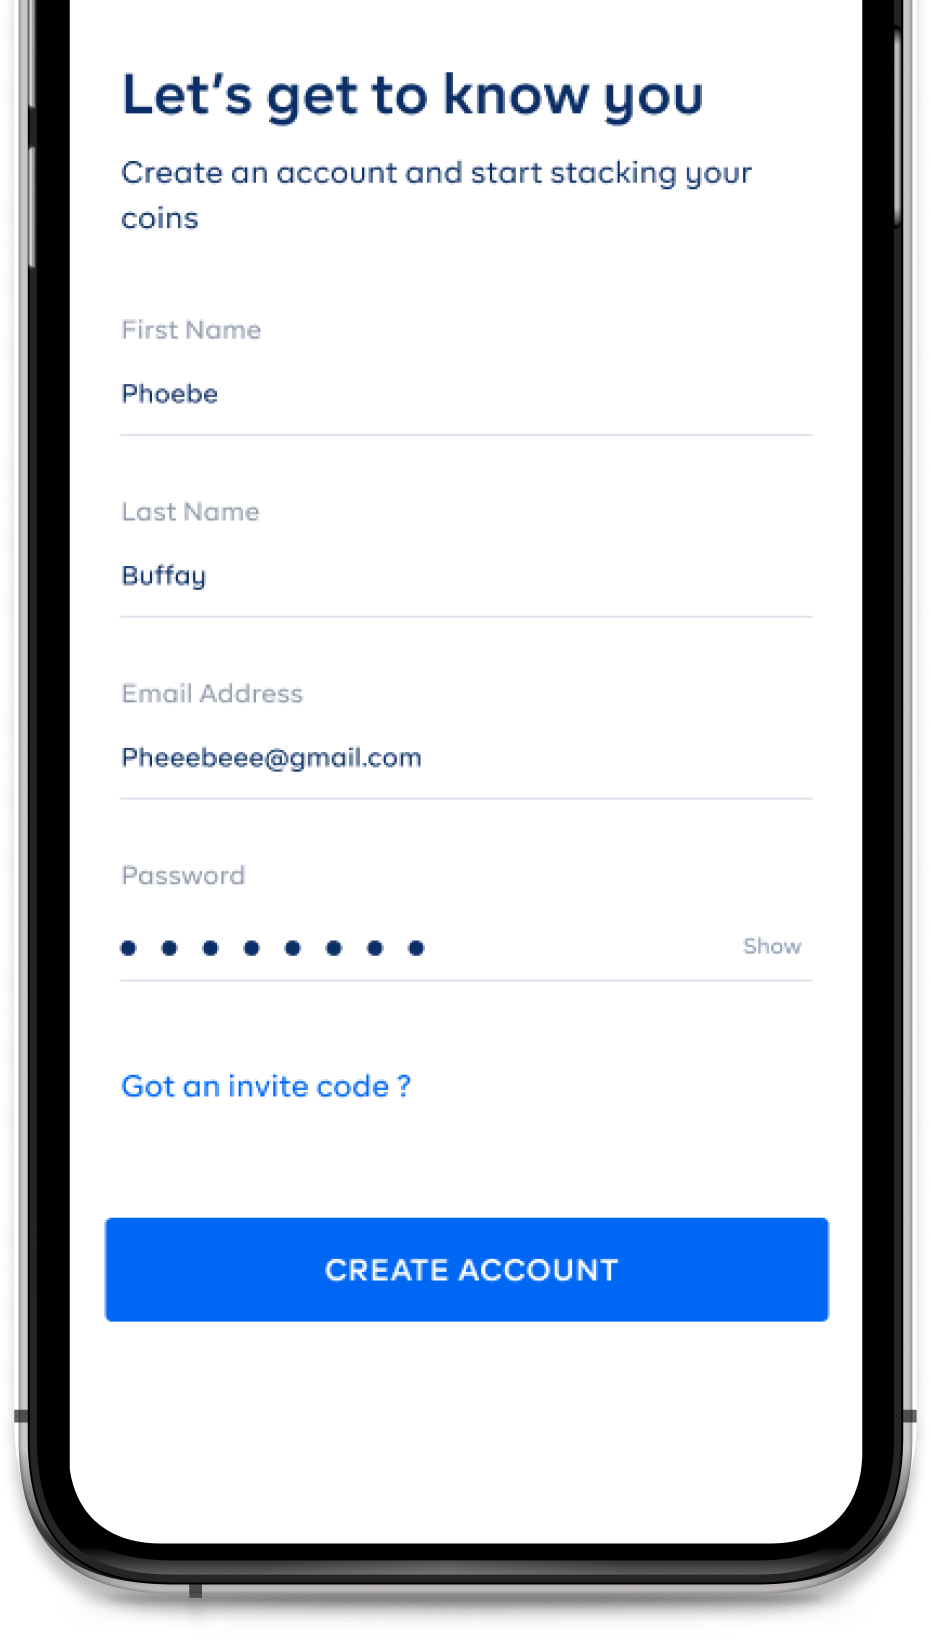 Let's get to know you
Create an account and start stacking your
coins
First Name
Phoebe
Last Name
Buffay
Email Address
Pheeebeee@gmail.com
Password
Show
Got an invite code ?
CREATE ACCOUNT